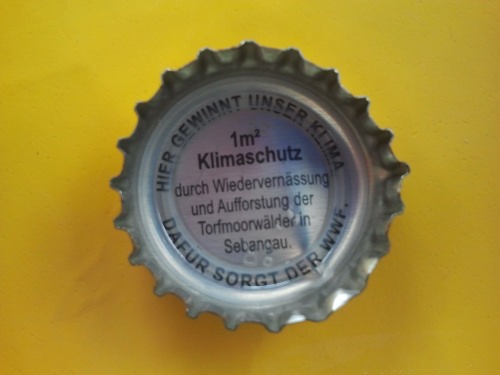 HIER GEWINNT UNSER KLIMA
1m²
Klimaschutz
durch Wiedervernässung
und Aufforstung der
Torfmoorwälder in
Sebangau.
DAFÜR SORGT DER WWF.